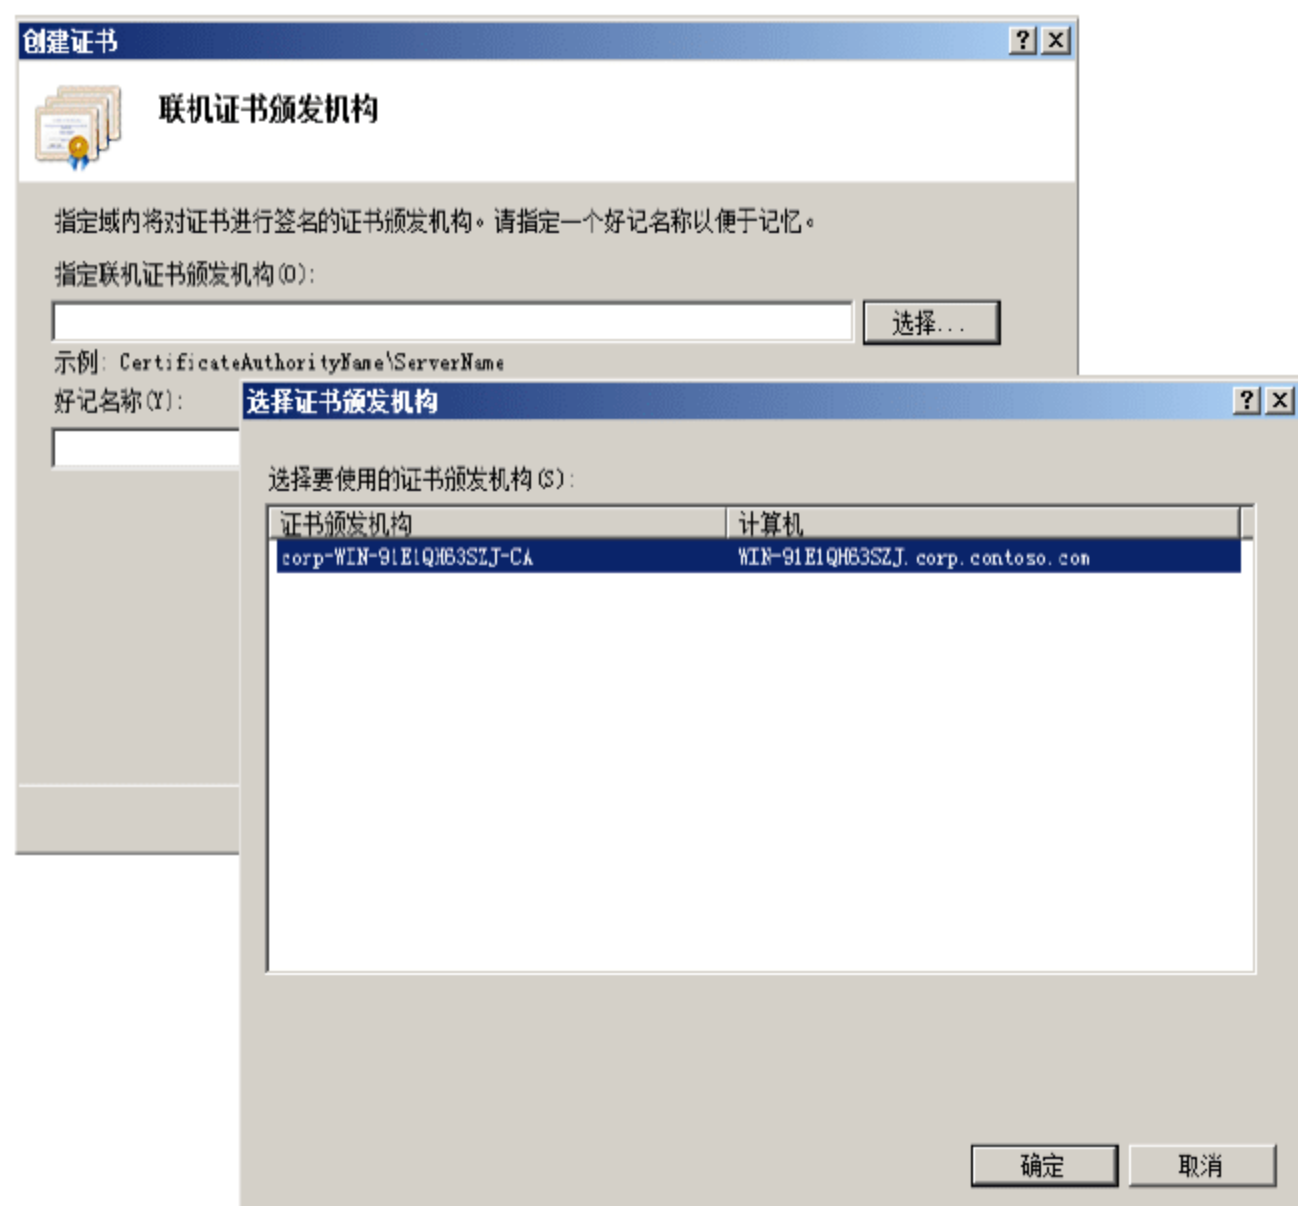 创建证书
联机证书颁发机构
指定域内将对证书进行签名的证书颁发机构。请指定一个好记名称以便于记忆。
指定联机证书颁发机构(O):
选择...
示例: CertificateAuthorityName\ServerName
好记名称(Y):
选择证书颁发机构
选择要使用的证书颁发机构(S):
证书颁发机构 计算机
corp-WIN-91E1QH63SZJ-CA WIN-91E1QH63SZJ.corp.contoso.com
确定 取消